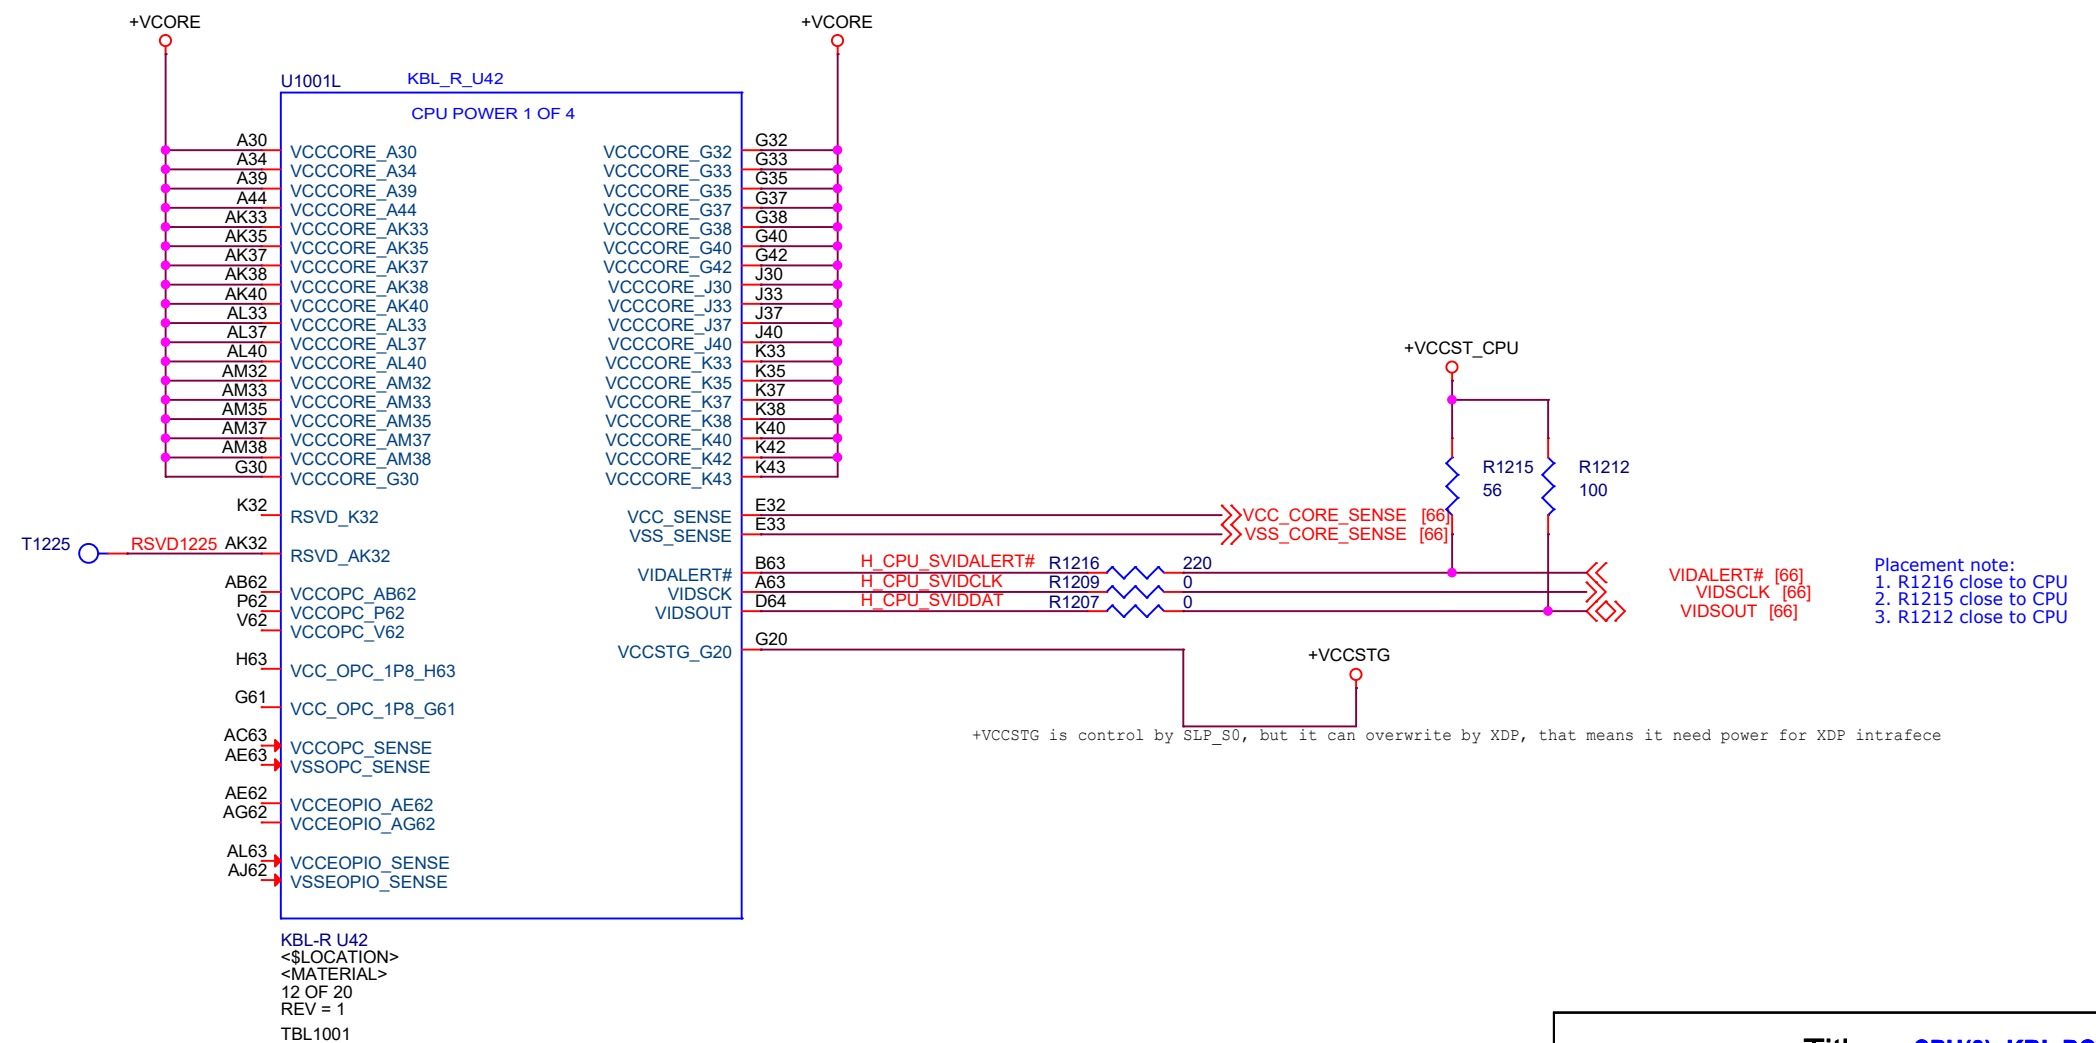 +VCORE
+VCORE
U1001L
KBL_R_U42
CPU POWER 1 OF 4
A30 VCCCORE_A30 VCCCORE_G32 G32
A34 VCCCORE_A34 VCCCORE_G33 G33
A39 VCCCORE_A39 VCCCORE_G35 G35
A44 VCCCORE_A44 VCCCORE_G37 G37
AK33 VCCCORE_AK33 VCCCORE_G38 G38
AK35 VCCCORE_AK35 VCCCORE_G40 G40
AK37 VCCCORE_AK37 VCCCORE_G42 G42
AK38 VCCCORE_AK38 VCCCORE_J30 J30
AK40 VCCCORE_AK40 VCCCORE_J33 J33
AL33 VCCCORE_AL33 VCCCORE_J37 J37
AL37 VCCCORE_AL37 VCCCORE_J40 J40
AL40 VCCCORE_AL40 VCCCORE_K33 K33
AM32 VCCCORE_AM32 VCCCORE_K35 K35
AM33 VCCCORE_AM33 VCCCORE_K37 K37
AM35 VCCCORE_AM35 VCCCORE_K38 K38
AM37 VCCCORE_AM37 VCCCORE_K40 K40
AM38 VCCCORE_AM38 VCCCORE_K42 K42
G30 VCCCORE_G30 VCCCORE_K43 K43
K32 RSVD_K32 VCC_SENSE E32 VCC_CORE_SENSE [66]
VSS_SENSE E33 VSS_CORE_SENSE [66]
T1225 RSVD1225 AK32 RSVD_AK32
VIDALERT# B63 H_CPU_SVIDALERT# R1216 220 VIDALERT# [66]
AB62 VCCOPC_AB62 VIDSCK A63 H_CPU_SVIDCLK R1209 0 VIDSCLK [66]
P62 VCCOPC_P62 VIDSOUT D64 H_CPU_SVIDDAT R1207 0 VIDSOUT [66]
V62 VCCOPC_V62
VCCSTG_G20 G20
H63 VCC_OPC_1P8_H63
G61 VCC_OPC_1P8_G61
AC63 VCCOPC_SENSE
AE63 VSSOPC_SENSE
AE62 VCCEOPIO_AE62
AG62 VCCEOPIO_AG62
AL63 VCCEOPIO_SENSE
AJ62 VSSEOPIO_SENSE
+VCCST_CPU
R1215
56
R1212
100
Placement note:
1. R1216 close to CPU
2. R1215 close to CPU
3. R1212 close to CPU
+VCCSTG
+VCCSTG is control by SLP_S0, but it can overwrite by XDP, that means it need power for XDP intrafece
KBL-R U42
<$LOCATION>
<MATERIAL>
12 OF 20
REV = 1
TBL1001